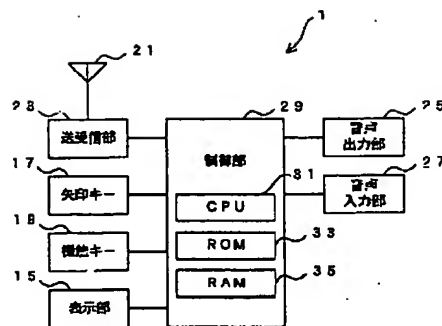 1
21
23
送受信部
17
矢印キー
19
機能キー
15
表示部
29
制御部
31
CPU
33
ROM
35
RAM
25
音声
出力部
27
音声
入力部